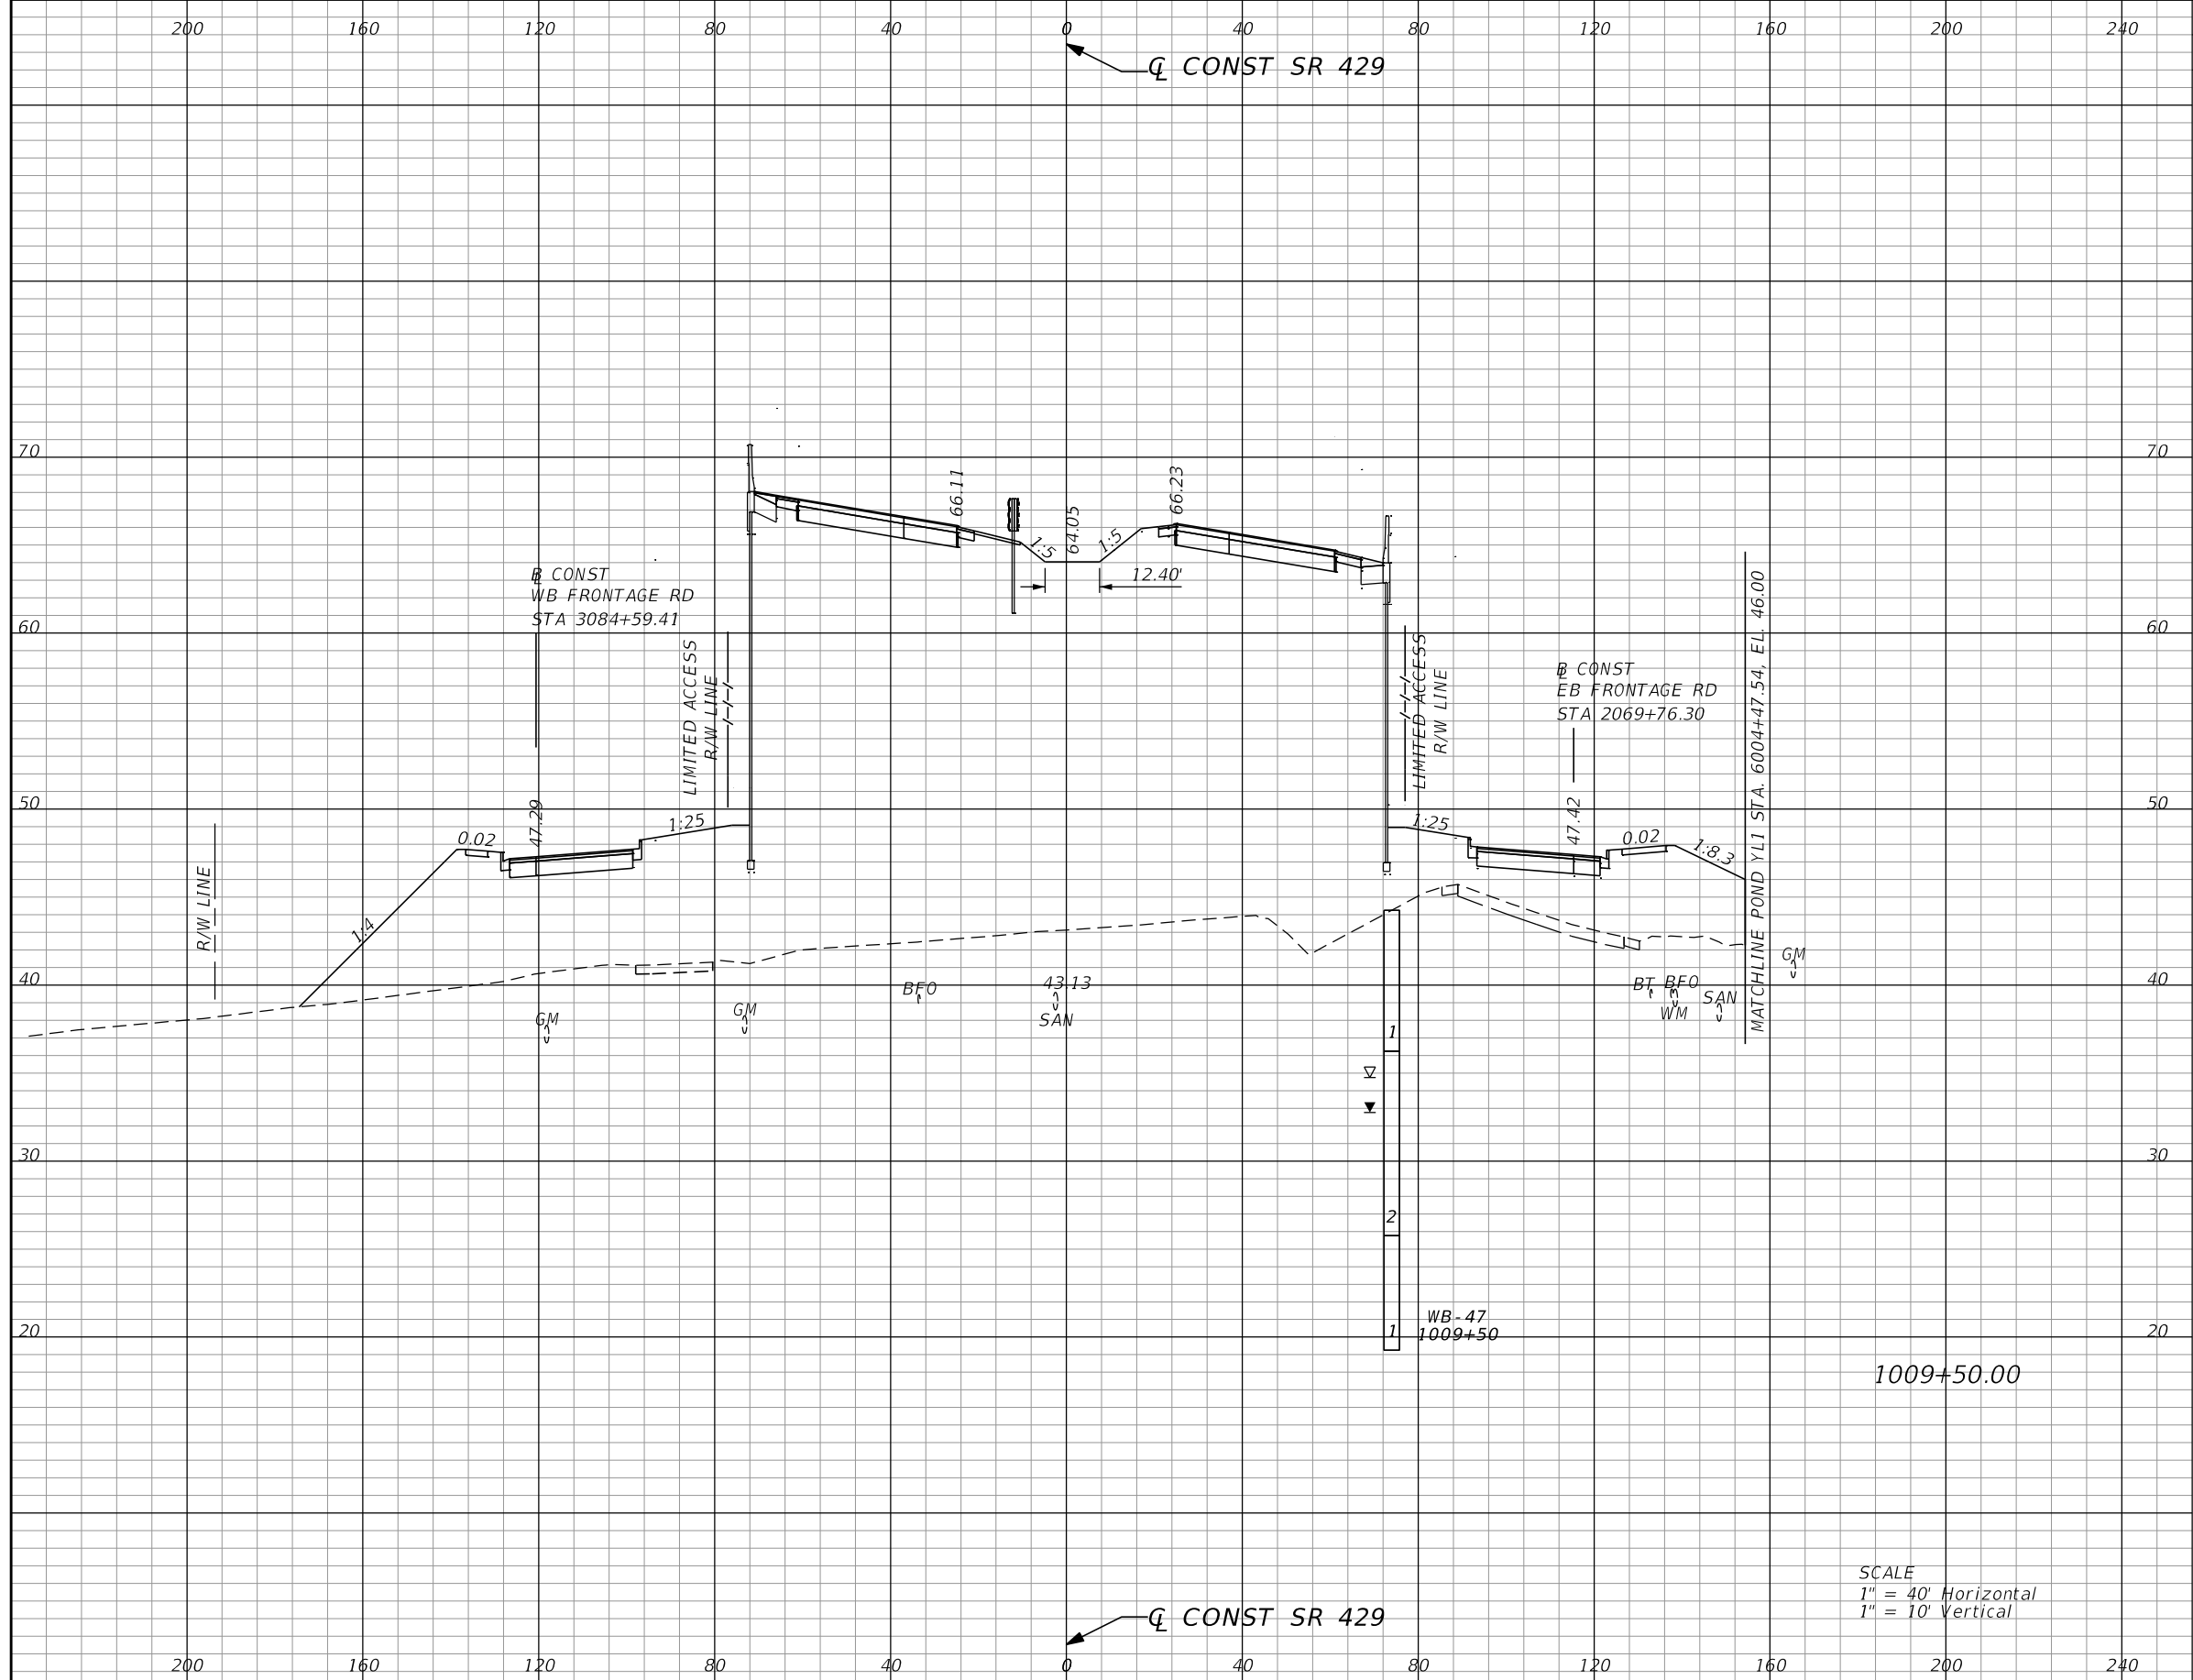 200 160 120 80 40 0 40 80 120 160 200 240
℄ CONST SR 429
70 70
66.11
66.23
64.05
1:5
1:5
12.40'
℄ CONST
WB FRONTAGE RD
STA 3084+59.41
60 60
LIMITED ACCESS
R/W LINE
LIMITED ACCESS
R/W LINE
B CONST
EB FRONTAGE RD
STA 2069+76.30
MATCHLINE POND YL1 STA. 6004+47.54, EL. 46.00
50 50
47.29
0.02
1:25
1:25
47.42
0.02
1:8.3
R/W LINE
1:4
GM
40 40
BFO
43.13
SAN
GM
GM
BT
BFO
WM
SAN
1
30 30
2
20 20
1
WB-47
1009+50
1009+50.00
SCALE
1" = 40' Horizontal
1" = 10' Vertical
℄ CONST SR 429
200 160 120 80 40 0 40 80 120 160 200 240